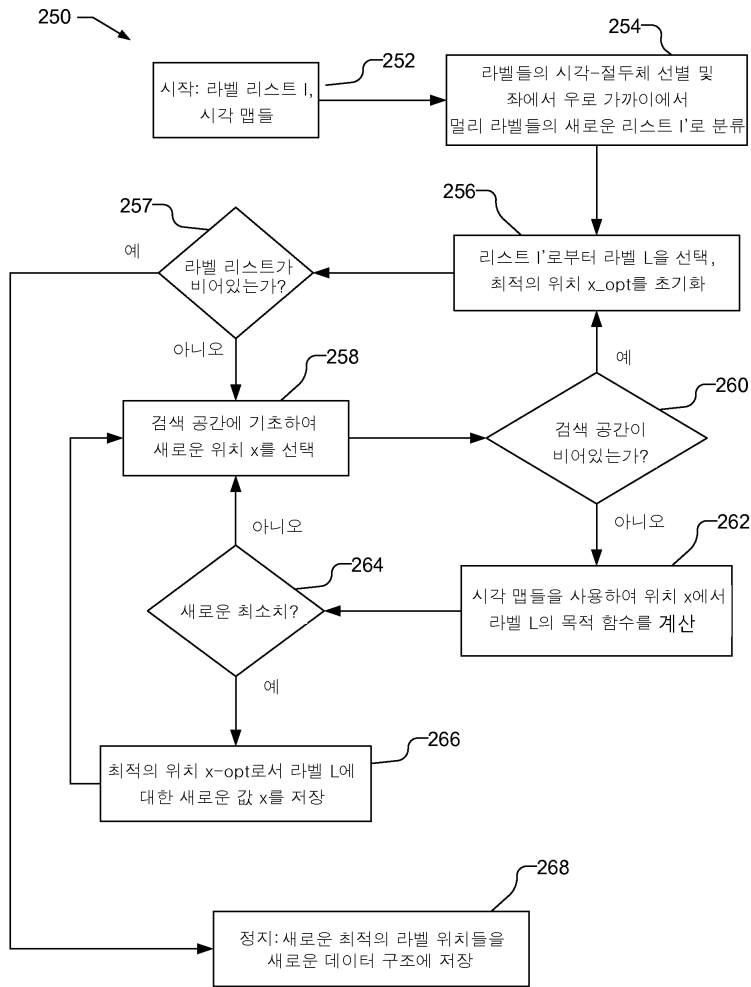 250
252
시작: 라벨 리스트 l,
시각 맵들
254
라벨들의 시각-절두체 선별 및
좌에서 우로 가까이에서
멀리 라벨들의 새로운 리스트 l'로 분류
256
리스트 l'로부터 라벨 L을 선택,
최적의 위치 x_opt를 초기화
257
예
라벨 리스트가
비어있는가?
아니오
258
검색 공간에 기초하여
새로운 위치 x를 선택
예
260
검색 공간이
비어있는가?
아니오
262
시각 맵들을 사용하여 위치 x에서
라벨 L의 목적 함수를 계산
아니오
264
새로운 최소치?
예
266
최적의 위치 x-opt로서 라벨 L에
대한 새로운 값 x를 저장
268
정지: 새로운 최적의 라벨 위치들을
새로운 데이터 구조에 저장